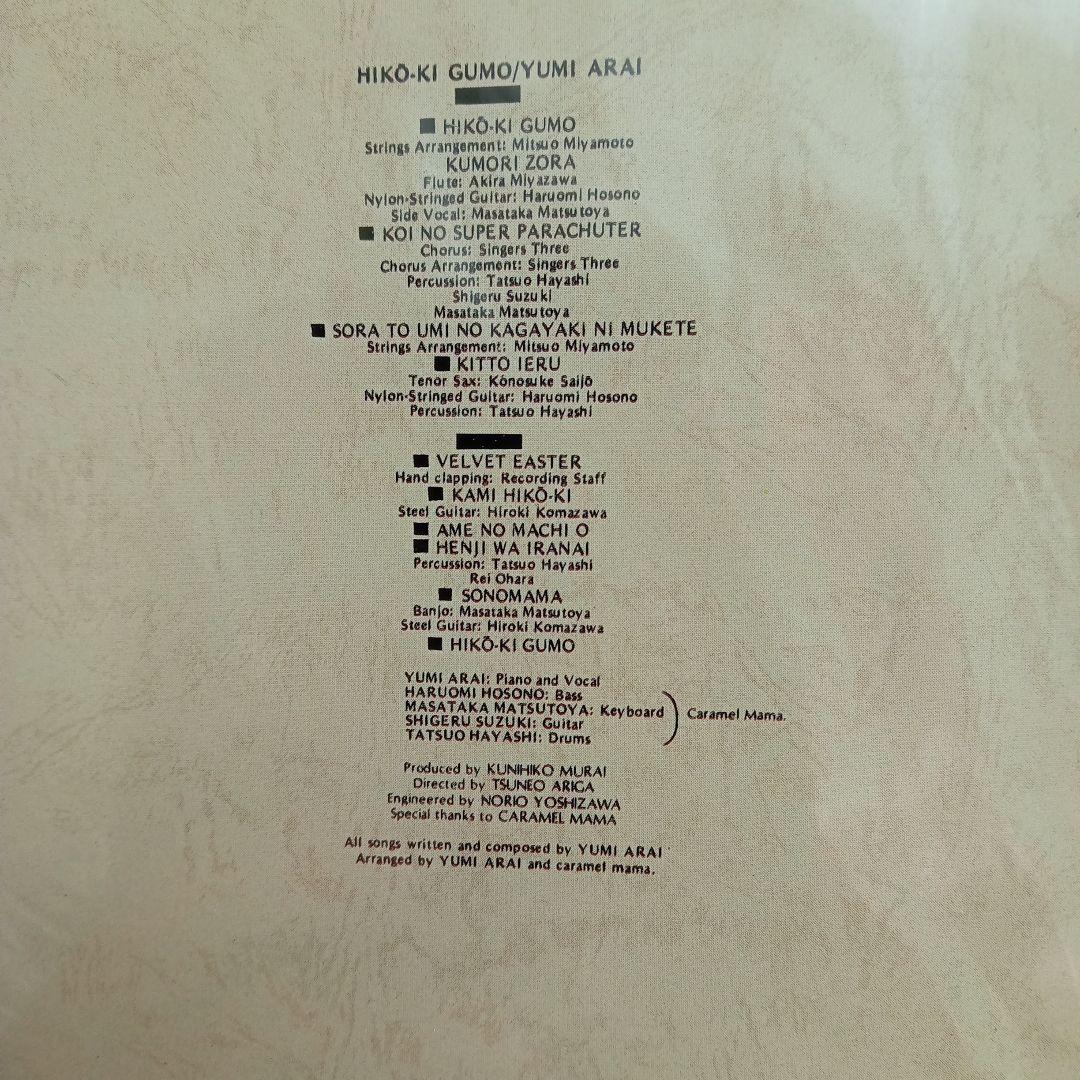 HIKŌ-KI GUMO/YUMI ARAI
HIKŌ-KI GUMO
Strings Arrangement: Mitsuo Miyamoto
KUMORI ZORA
Flute: Akira Miyazawa
Nylon-Stringed Guitar: Haruomi Hosono
Side Vocal: Masataka Matsutoya
KOI NO SUPER PARACHUTER
Chorus: Singers Three
Chorus Arrangement: Singers Three
Percussion: Tatsuo Hayashi
Shigeru Suzuki
Masataka Matsutoya
SORA TO UMI NO KAGAYAKI NI MUKETE
Strings Arrangement: Mitsuo Miyamoto
KITTO IERU
Tenor Sax: Kōnosuke Saijō
Nylon-Stringed Guitar: Haruomi Hosono
Percussion: Tatsuo Hayashi
VELVET EASTER
Hand clapping: Recording Staff
KAMI HIKŌ-KI
Steel Guitar: Hiroki Komazawa
AME NO MACHI O
HENJI WA IRANAI
Percussion: Tatsuo Hayashi
Rei Ohara
SONOMAMA
Banjo: Masataka Matsutoya
Steel Guitar: Hiroki Komazawa
HIKŌ-KI GUMO
YUMI ARAI: Piano and Vocal
HARUOMI HOSONO: Bass
MASATAKA MATSUTOYA: Keyboard
SHIGERU SUZUKI: Guitar
TATSUO HAYASHI: Drums
Caramel Mama.
Produced by KUNIHIKO MURAI
Directed by TSUNEO ARIGA
Engineered by NORIO YOSHIZAWA
Special thanks to CARAMEL MAMA
All songs written and composed by YUMI ARAI
Arranged by YUMI ARAI and caramel mama.